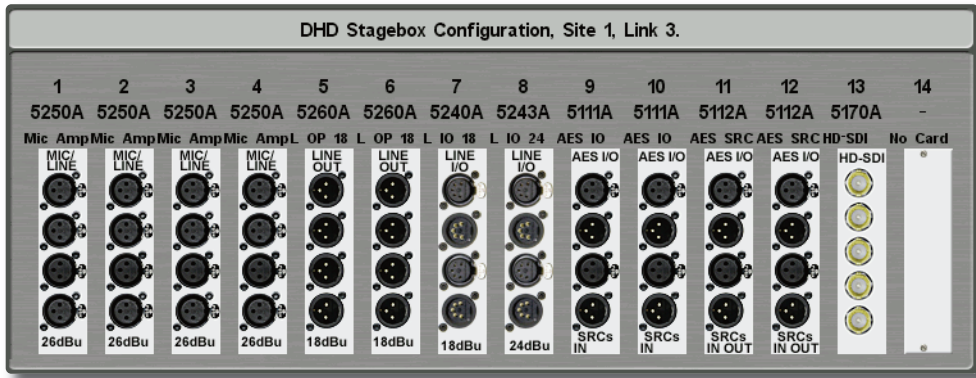 DHD Stagebox Configuration, Site 1, Link 3.
1 2 3 4 5 6 7 8 9 10 11 12 13 14
5250A 5250A 5250A 5250A 5260A 5260A 5240A 5243A 5111A 5111A 5112A 5112A 5170A -
Mic Amp Mic Amp Mic Amp Mic Amp L OP 18 L OP 18 L IO 18 L IO 24 AES IO AES IO AES SRC AES SRC HD-SDI No Card
MIC/ MIC/ MIC/ MIC/ LINE LINE LINE LINE AES I/O AES I/O AES I/O AES I/O HD-SDI
LINE LINE LINE LINE OUT OUT I/O I/O
26dBu 26dBu 26dBu 26dBu 18dBu 18dBu 18dBu 24dBu SRCs SRCs SRCs SRCs
IN IN IN OUT IN OUT